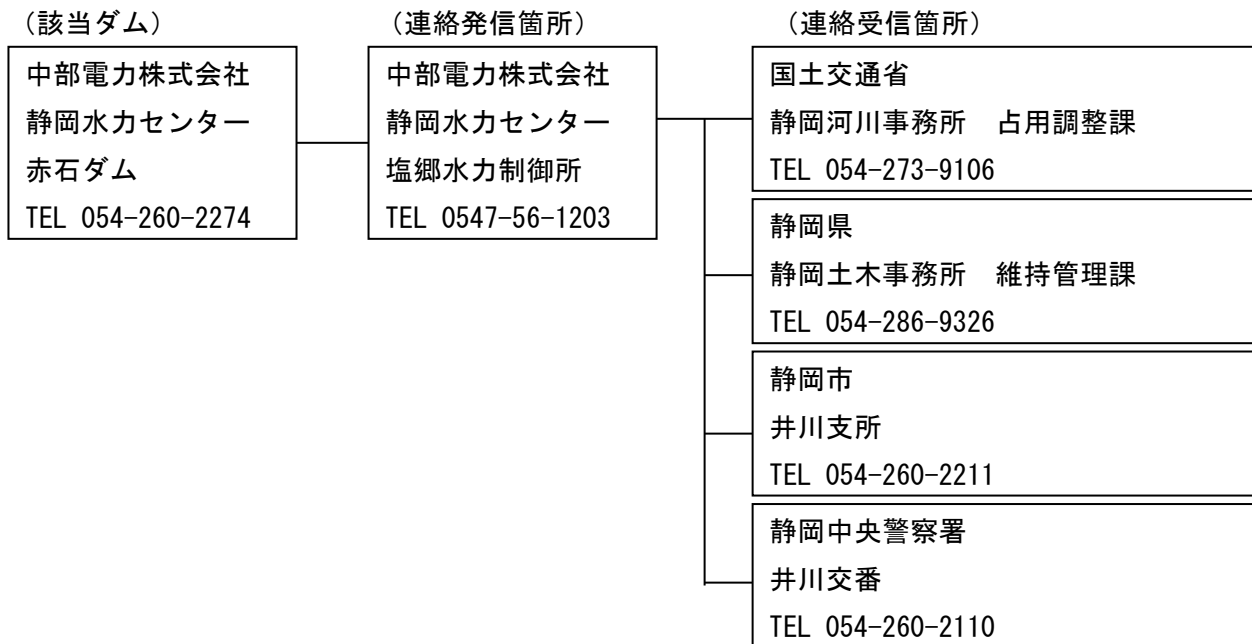 （該当ダム）
中部電力株式会社
静岡水力センター
赤石ダム
TEL 054-260-2274
（連絡発信箇所）
中部電力株式会社
静岡水力センター
塩郷水力制御所
TEL 0547-56-1203
（連絡受信箇所）
国土交通省
静岡河川事務所　占用調整課
TEL 054-273-9106
静岡県
静岡土木事務所　維持管理課
TEL 054-286-9326
静岡市
井川支所
TEL 054-260-2211
静岡中央警察署
井川交番
TEL 054-260-2110